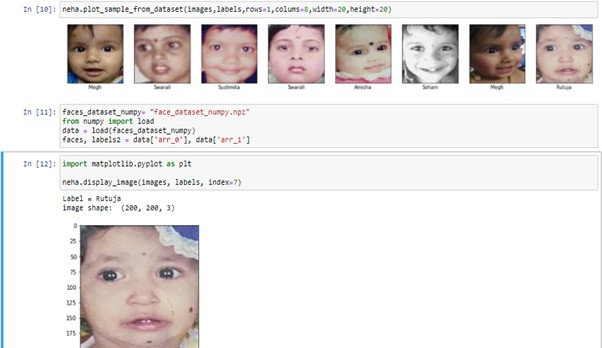 In [10]: neha.plot_sample_from_dataset(images,labels,rows=1,colums=8,width=20,height=20)
Megh Swarali Sushmita Swarali Amisha Soham Megh Rutuja
In [11]: faces_dataset_numpy= "face_dataset_numpy.npz"
from numpy import load
data = load(faces_dataset_numpy)
faces, labels2 = data['arr_0'], data['arr_1']
In [12]: import matplotlib.pyplot as plt
neha.display_image(images, labels, index=7)
Label = Rutuja
image shape: (200, 200, 3)
0
25
50
75
100
125
150
175